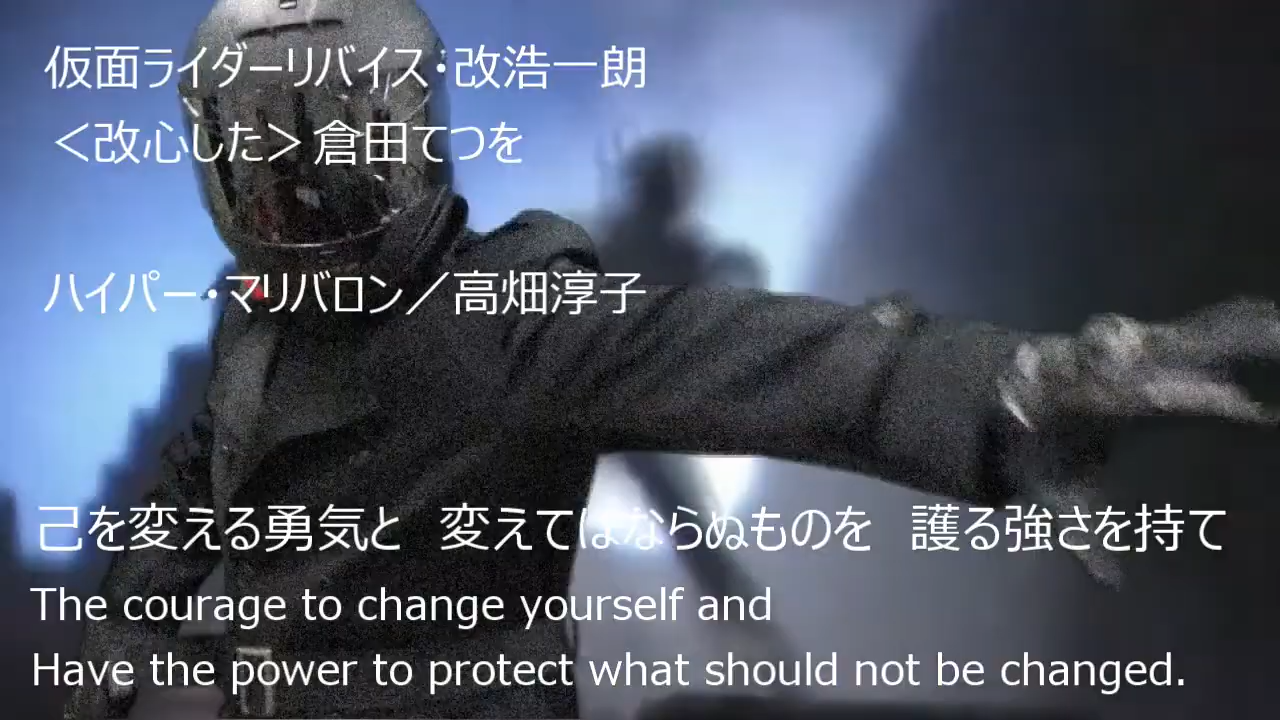 仮面ライダーリバイス・改浩一朗
＜改心した＞倉田てつを
ハイパー・マリバロン／高畑淳子
己を変える勇気と　変えてはならぬものを　護る強さを持て
The courage to change yourself and
Have the power to protect what should not be changed.